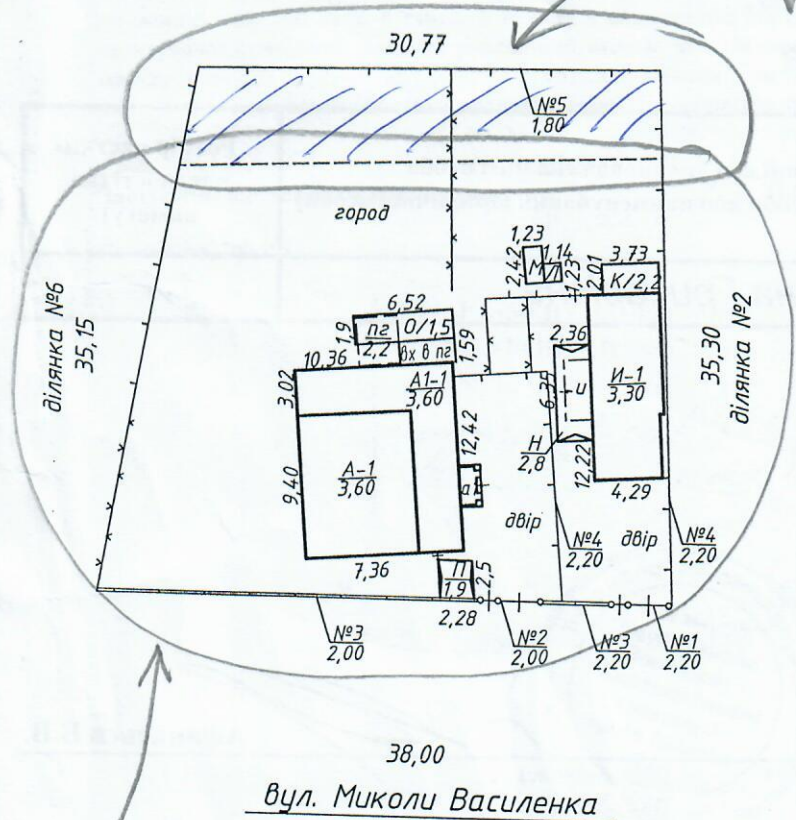 30,77
№5
1,80
город
1,23
2,42
М
1,14
Л
1,23
2,01
3,73
К/2,2
ділянка №6
35,15
6,52
1,9
пг
2,2
О/1,5
вх в пг
1,59
2,36
35,30
ділянка №2
10,36
3,02
А1-1
3,60
и
И-1
3,30
6,39
А-1
3,60
12,42
9,40
а1
Н
2,8
12,22
4,29
двір
№4
2,20
двір
№4
2,20
7,36
П
1,9
2,5
2,28
№3
2,00
№2
2,00
№3
2,20
№1
2,20
38,00
вул. Миколи Василенка